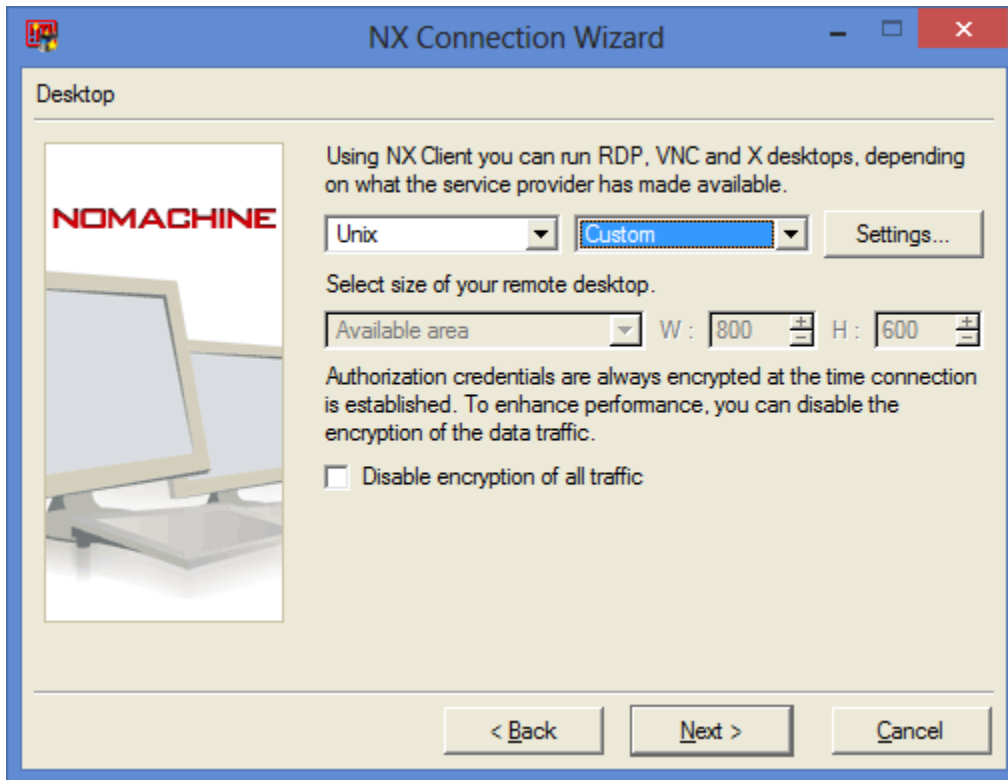 NX Connection Wizard
Desktop
NOMACHINE
Using NX Client you can run RDP, VNC and X desktops, depending
on what the service provider has made available.
Unix Custom Settings...
Select size of your remote desktop.
Available area W : 800 H : 600
Authorization credentials are always encrypted at the time connection
is established. To enhance performance, you can disable the
encryption of the data traffic.
Disable encryption of all traffic
< Back Next > Cancel